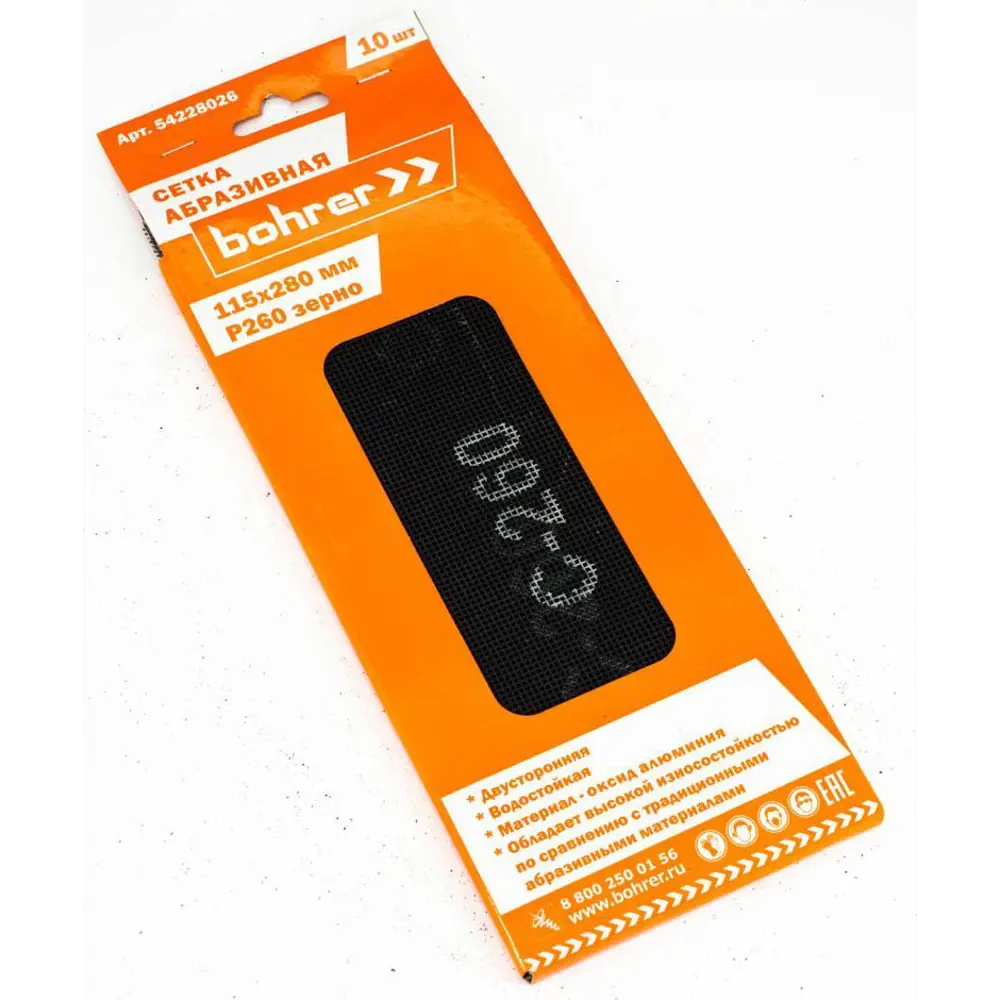 10 шт
Арт. 54228026
СЕТКА
АБРАЗИВНАЯ
bohrer
115x280 мм
P260 зерно
C-260
* Двусторонняя
* Водостойкая
* Материал - оксид алюминия
* Обладает высокой износостойкостью
по сравнению с традиционными
абразивными материалами
EAC
8 800 250 01 56
www.bohrer.ru